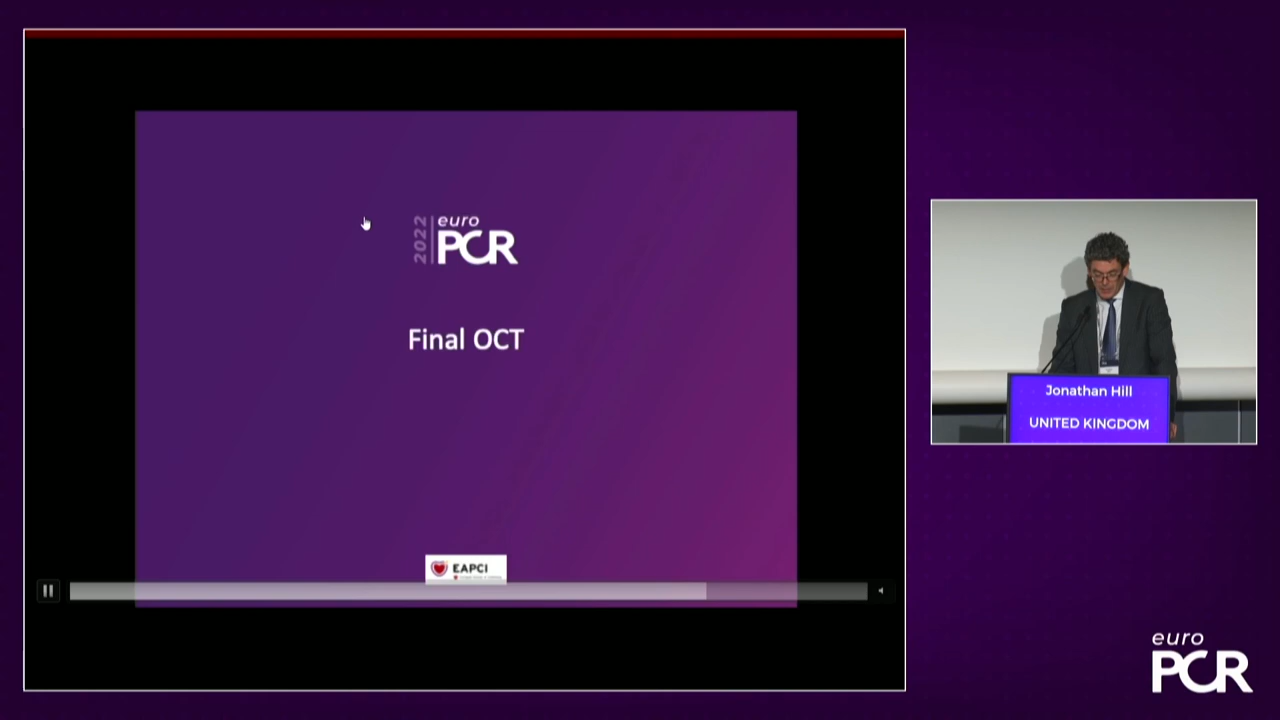 2022
euro
PCR
Final OCT
EAPCI
Jonathan Hill
UNITED KINGDOM
euro
PCR